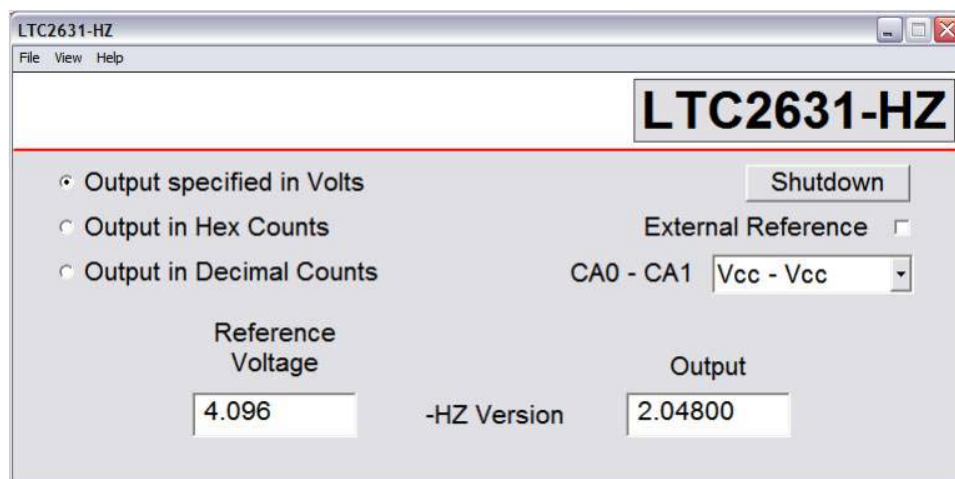 LTC2631-HZ
File View Help
LTC2631-HZ
Output specified in Volts
Shutdown
Output in Hex Counts
External Reference
Output in Decimal Counts
CA0 - CA1 Vcc - Vcc
Reference
Voltage
Output
4.096
-HZ Version
2.04800